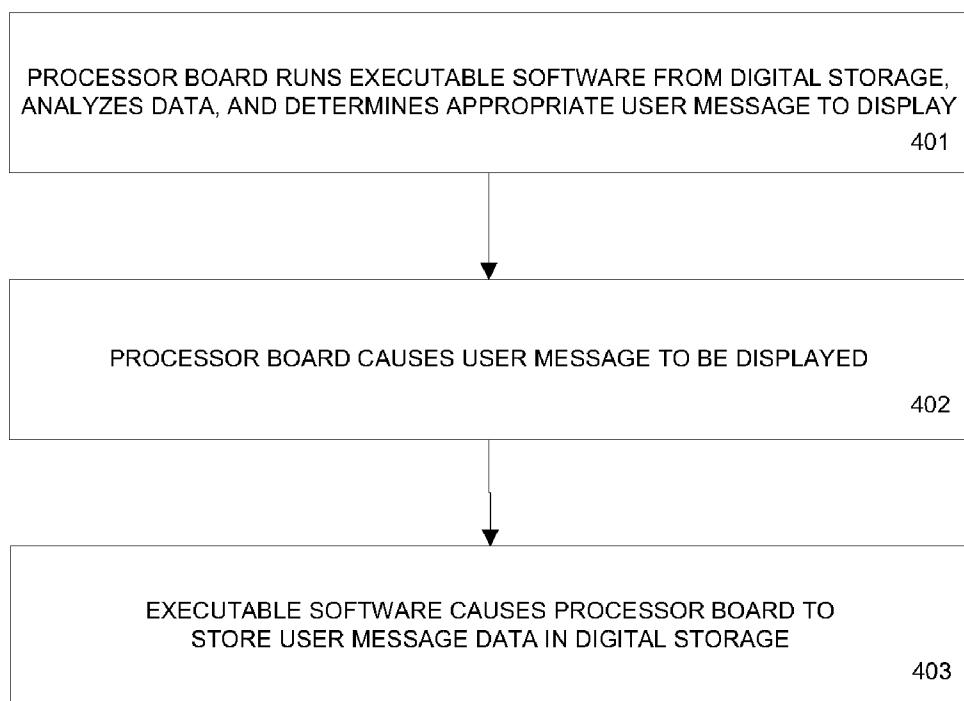 PROCESSOR BOARD RUNS EXECUTABLE SOFTWARE FROM DIGITAL STORAGE,
ANALYZES DATA, AND DETERMINES APPROPRIATE USER MESSAGE TO DISPLAY
401
PROCESSOR BOARD CAUSES USER MESSAGE TO BE DISPLAYED
402
EXECUTABLE SOFTWARE CAUSES PROCESSOR BOARD TO
STORE USER MESSAGE DATA IN DIGITAL STORAGE
403